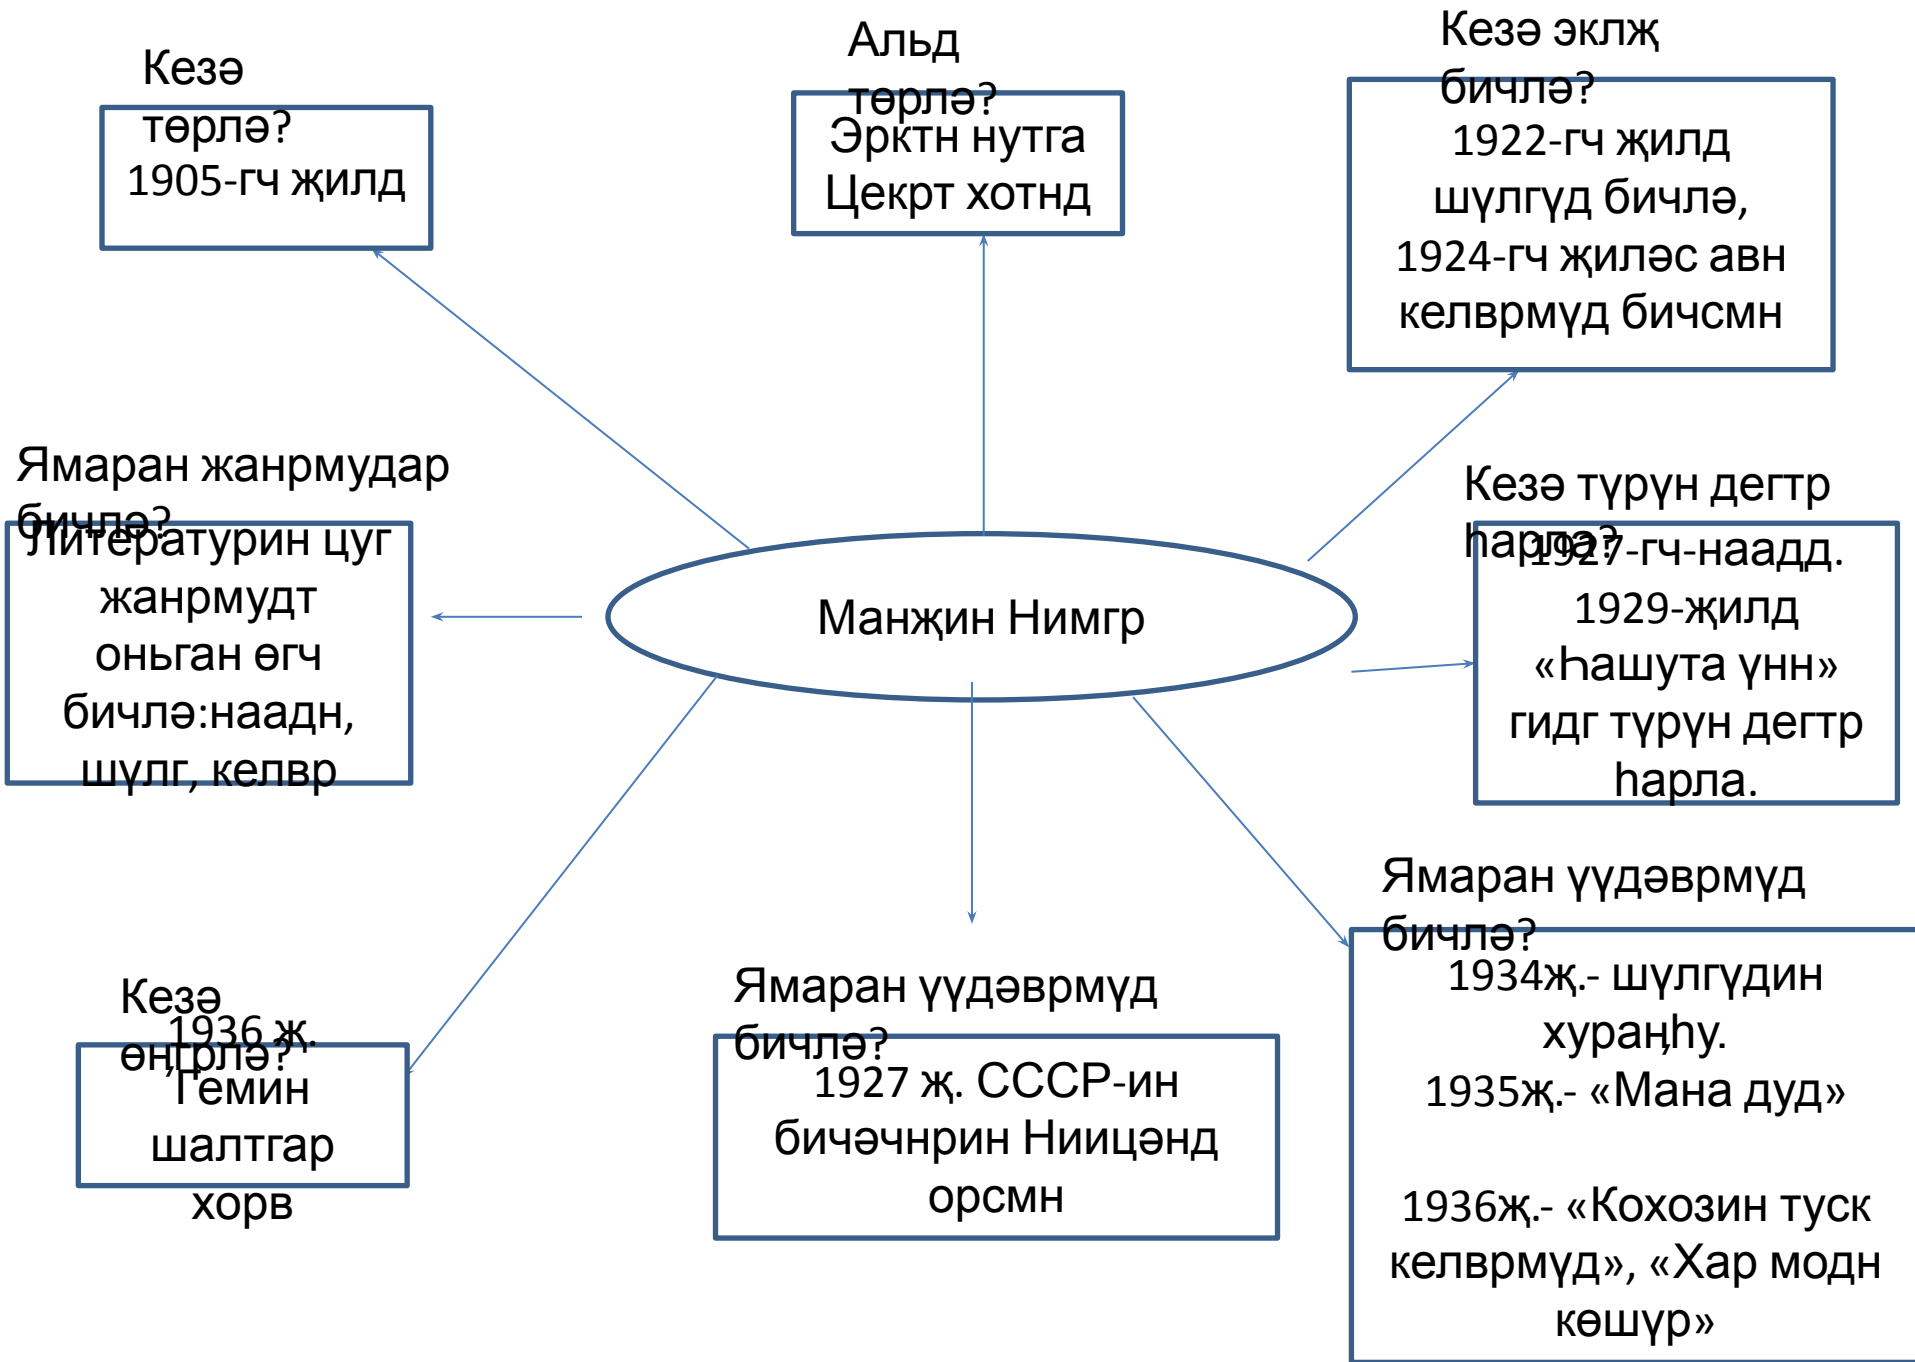 Кезә
төрлә?
1905-гч җилд
Альд
төрлә?
Эрктн нутга
Цекрт хотнд
Кезә эклҗ
бичлә?
1922-гч җилд
шүлгүд бичлә,
1924-гч җиләс авн
келврмүд бичсмн
Ямаран жанрмудар
бичлә?
Литературин цуг
жанрмудт
оньган өгч
бичлә:наадн,
шүлг, келвр
Манҗин Нимгр
Кезә түрүн дегтр
һарла?
1927-гч-наадд.
1929-җилд
«Һашута үнн»
гидг түрүн дегтр
һарла.
Кезә
өңгрлә?
1936 җ.
Гемин
шалтгар
хорв
Ямаран үүдәврмүд
бичлә?
1927 җ. СССР-ин
бичәчнрин Ниицәнд
орсмн
Ямаран үүдәврмүд
бичлә?
1934җ.- шүлгүдин
хураңһу.
1935җ.- «Мана дуд»
1936җ.- «Кохозин туск
келврмүд», «Хар модн
көшүр»